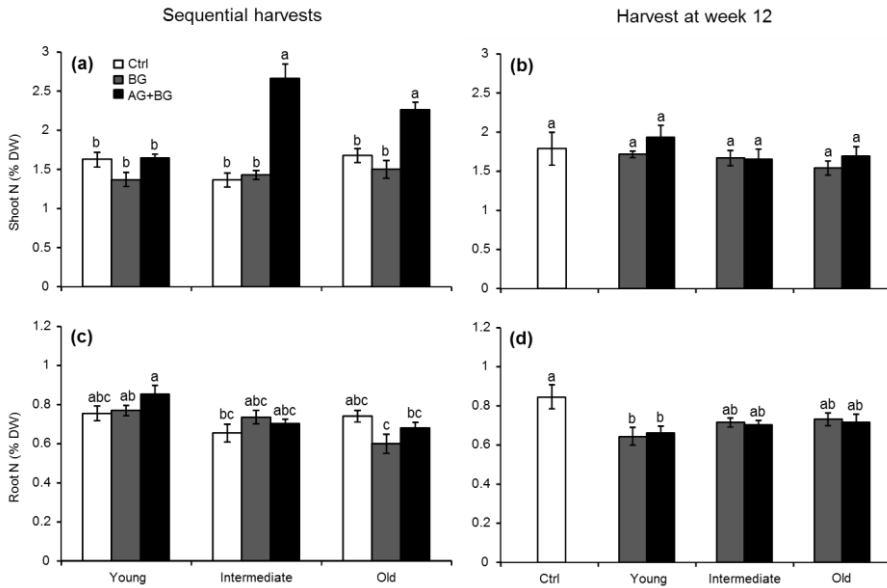 Sequential harvests
Harvest at week 12
(a)
Ctrl
BG
AG+BG
Shoot N (% DW)
3
2.5
2
1.5
1
0.5
0
b
b
b
b
b
a
b
b
a
(b)
3
2.5
2
1.5
1
0.5
0
a
a
a
a
a
a
a
(c)
Root N (% DW)
1.2
1
0.8
0.6
0.4
0.2
0
abc
ab
a
bc
abc
abc
abc
c
bc
Young
Intermediate
Old
(d)
1.2
1
0.8
0.6
0.4
0.2
0
a
b
b
ab
ab
ab
ab
Ctrl
Young
Intermediate
Old